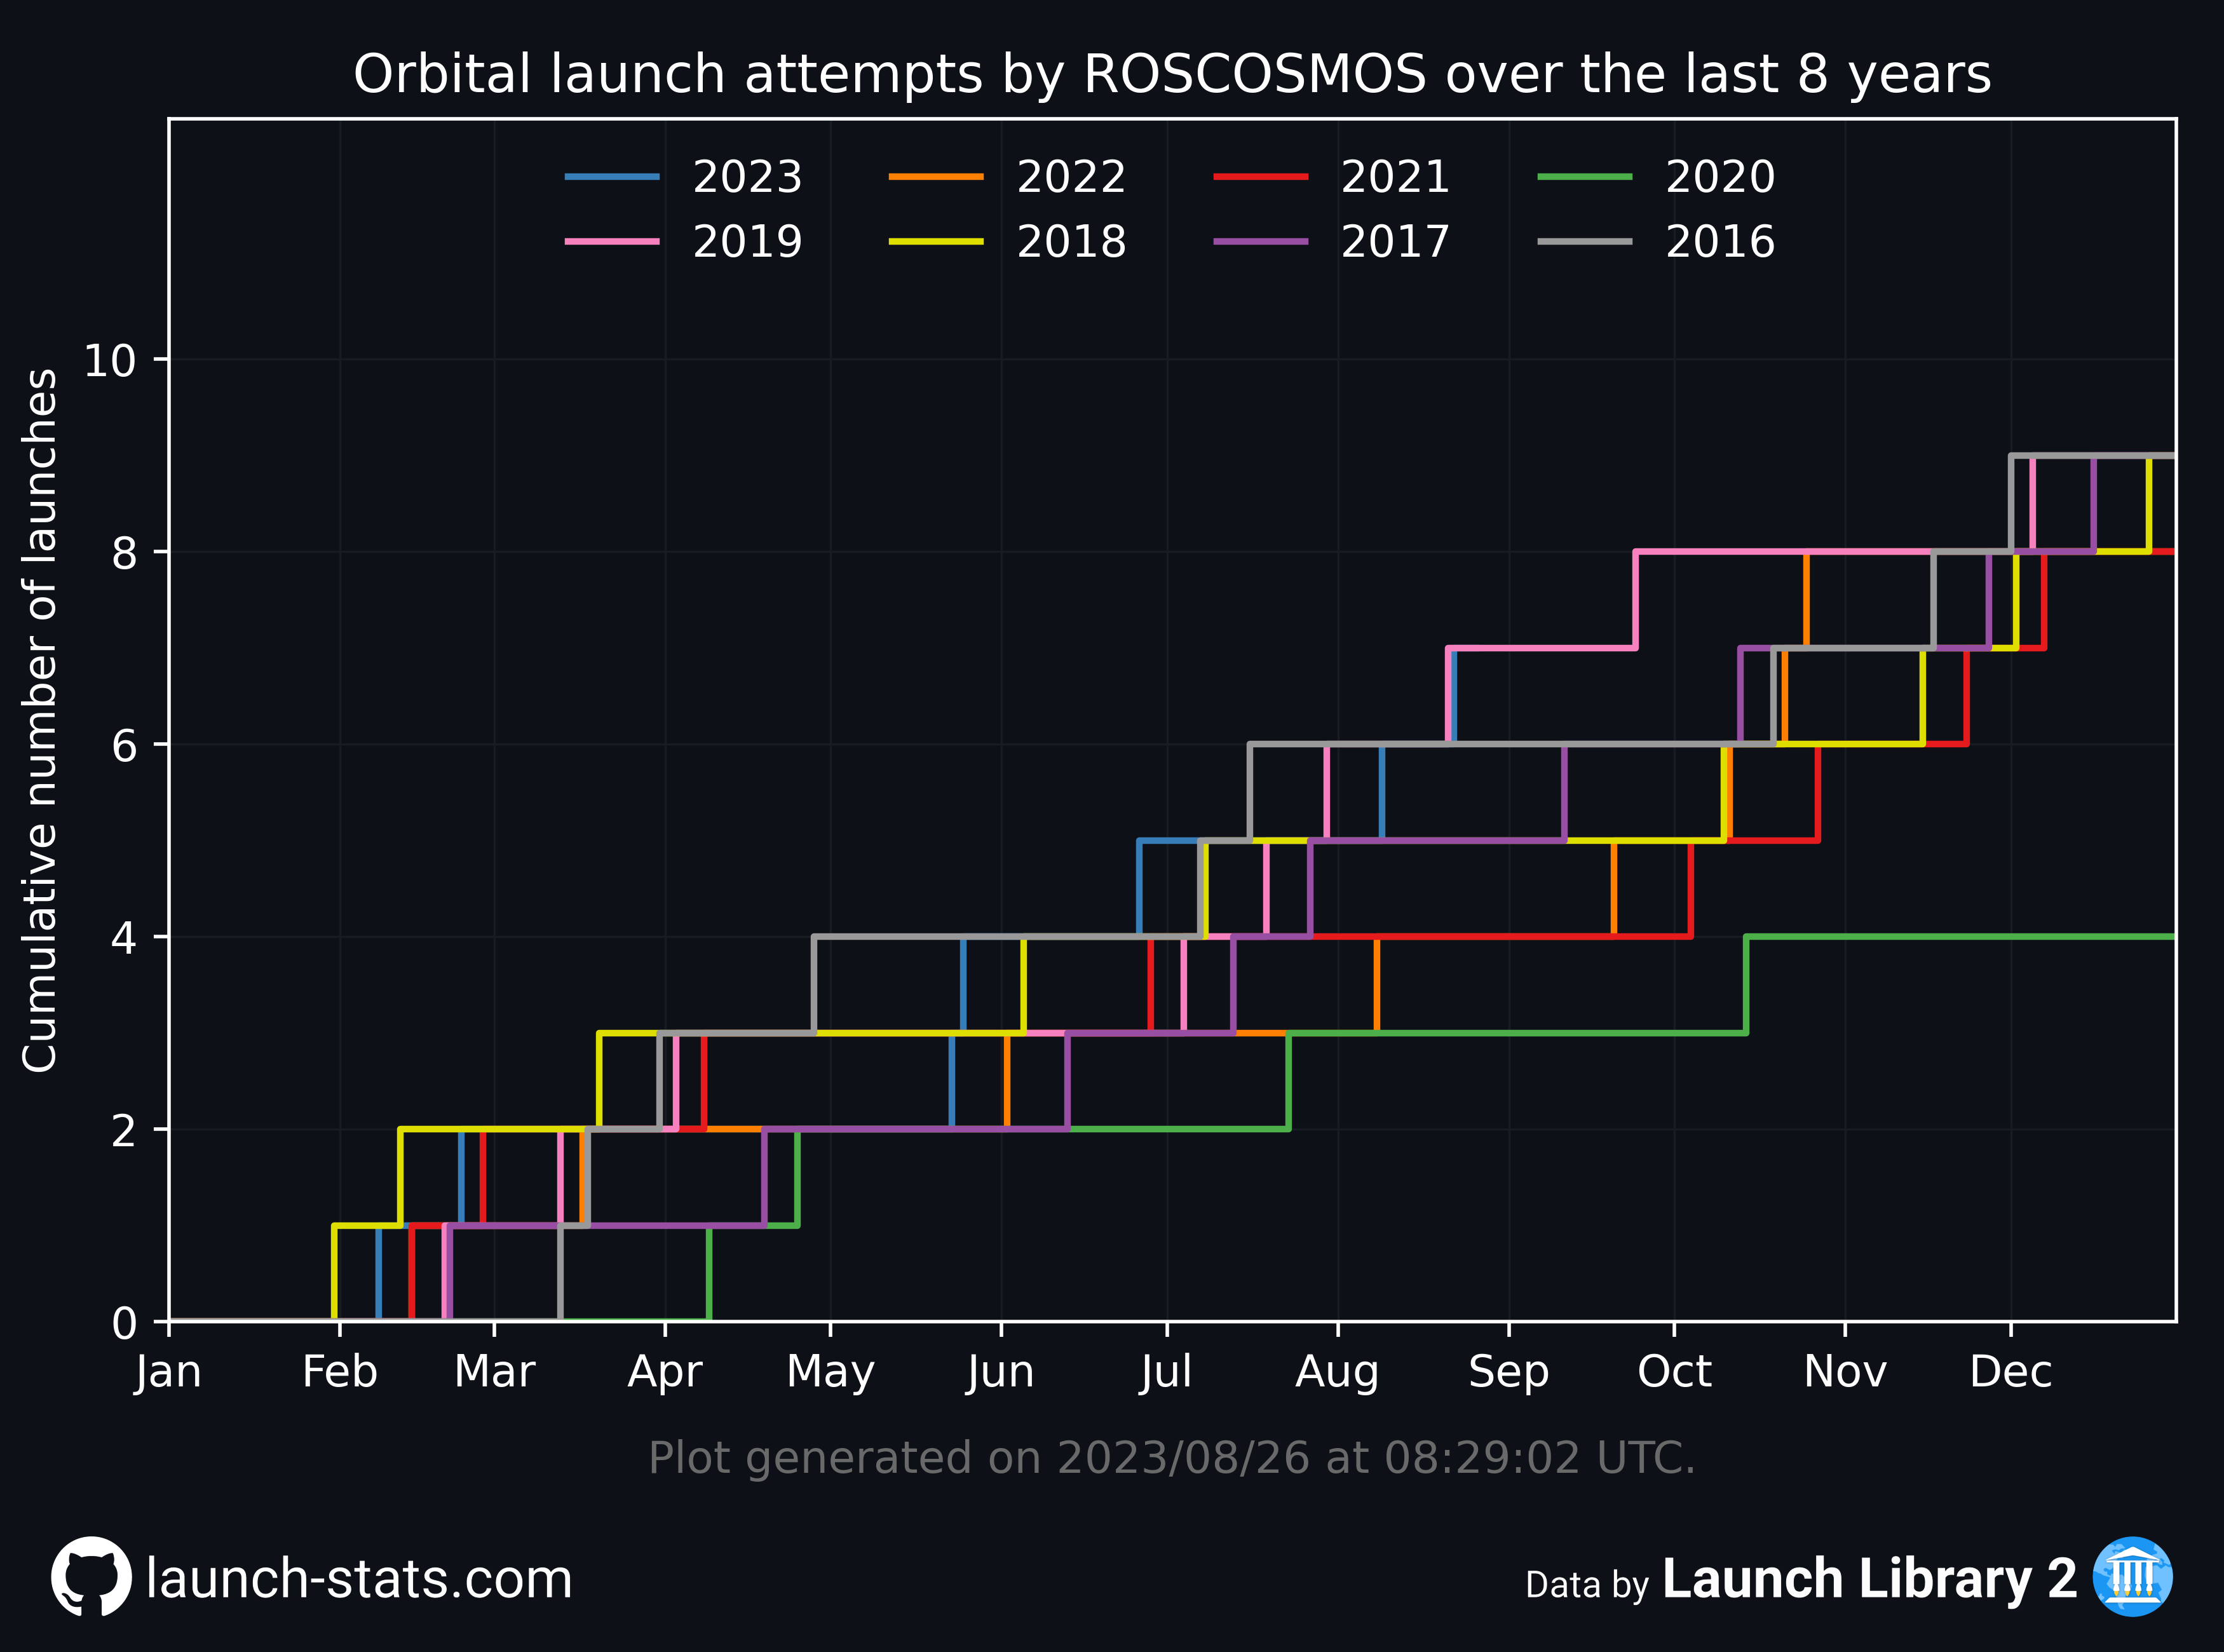 Orbital launch attempts by ROSCOSMOS over the last 8 years
2023 2022 2021 2020
2019 2018 2017 2016
Cumulative number of launches
10
8
6
4
2
0
Jan Feb Mar Apr May Jun Jul Aug Sep Oct Nov Dec
Plot generated on 2023/08/26 at 08:29:02 UTC.
launch-stats.com
Data by Launch Library 2